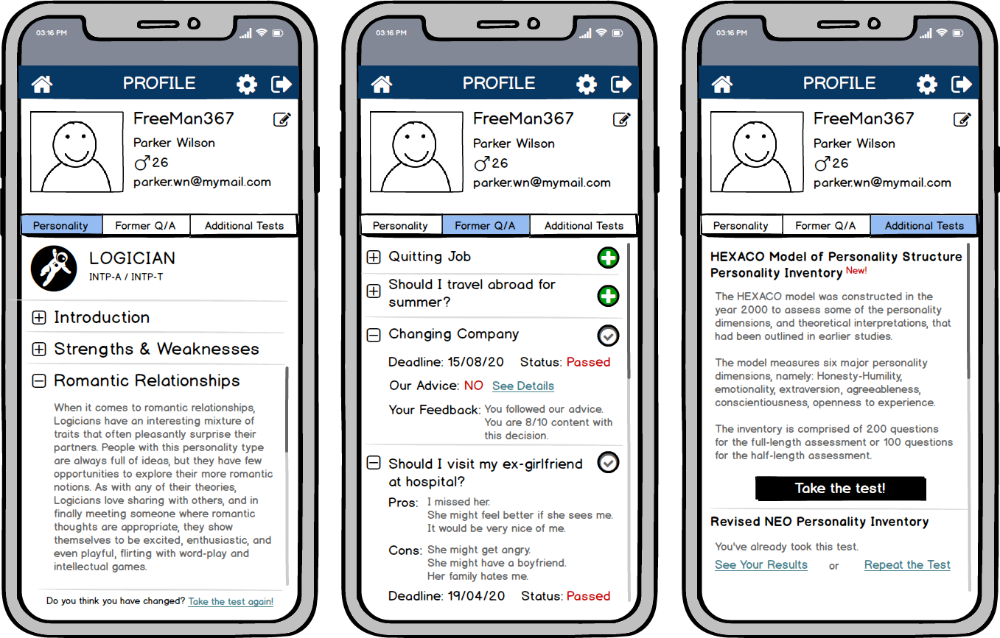 03:16 PM
PROFILE
FreeMan367
Parker Wilson
26
parker.wn@mymail.com
Personality
Former Q/A
Additional Tests
LOGICIAN
INTP-A / INTP-T
Introduction
Strengths & Weaknesses
Romantic Relationships
When it comes to romantic relationships,
Logicians have an interesting mixture of
traits that often pleasantly surprise their
partners. People with this personality type
are always full of ideas, but they have few
opportunities to explore their more romantic
notions. As with any of their theories,
Logicians love sharing with others, and in
finally meeting someone where romantic
thoughts are appropriate, they show
themselves to be excited, enthusiastic, and
even playful, flirting with word-play and
intellectual games.
Do you think you have changed? Take the test again!
03:16 PM
PROFILE
FreeMan367
Parker Wilson
26
parker.wn@mymail.com
Personality
Former Q/A
Additional Tests
Quitting Job
Should I travel abroad for
summer?
Changing Company
Deadline: 15/08/20 Status: Passed
Our Advice: NO See Details
Your Feedback: You followed our advice.
You are 8/10 content with
this decision.
Should I visit my ex-girlfriend
at hospital?
Pros: I missed her.
She might feel better if she sees me.
It would be very nice of me.
Cons: She might get angry.
She might have a boyfriend.
Her family hates me.
Deadline: 19/04/20 Status: Passed
03:16 PM
PROFILE
FreeMan367
Parker Wilson
26
parker.wn@mymail.com
Personality
Former Q/A
Additional Tests
HEXACO Model of Personality Structure
Personality Inventory New!
The HEXACO model was constructed in the
year 2000 to assess some of the personality
dimensions, and theoretical interpretations, that
had been outlined in earlier studies.
The model measures six major personality
dimensions, namely: Honesty-Humility,
emotionality, extraversion, agreeableness,
conscientiousness, openness to experience.
The inventory is comprised of 200 questions
for the full-length assessment or 100 questions
for the half-length assessment.
Take the test!
Revised NEO Personality Inventory
You've already took this test.
See Your Results or Repeat the Test